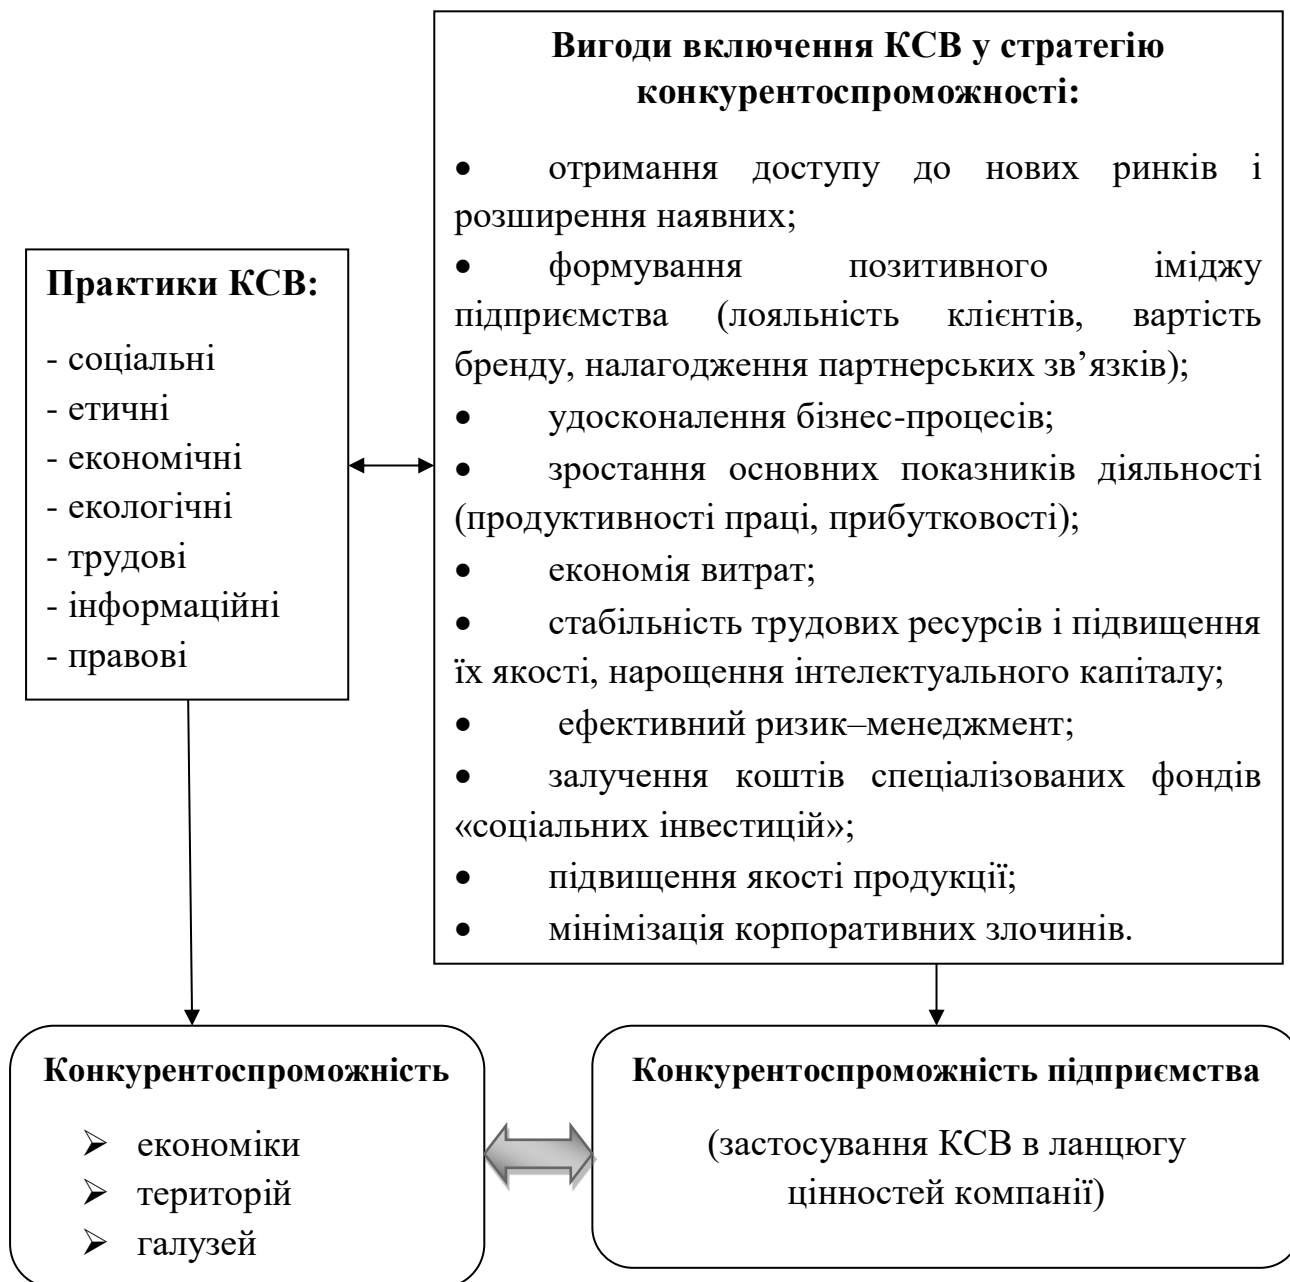 Вигоди включення КСВ у стратегію
конкурентоспроможності:
• отримання доступу до нових ринків і
розширення наявних;
• формування позитивного іміджу
підприємства (лояльність клієнтів, вартість
бренду, налагодження партнерських зв’язків);
• удосконалення бізнес-процесів;
• зростання основних показників діяльності
(продуктивності праці, прибутковості);
• економія витрат;
• стабільність трудових ресурсів і підвищення
їх якості, нарощення інтелектуального капіталу;
• ефективний ризик–менеджмент;
• залучення коштів спеціалізованих фондів
«соціальних інвестицій»;
• підвищення якості продукції;
• мінімізація корпоративних злочинів.
Практики КСВ:
- соціальні
- етичні
- економічні
- екологічні
- трудові
- інформаційні
- правові
Конкурентоспроможність
➢ економіки
➢ територій
➢ галузей
Конкурентоспроможність підприємства
(застосування КСВ в ланцюгу
цінностей компанії)